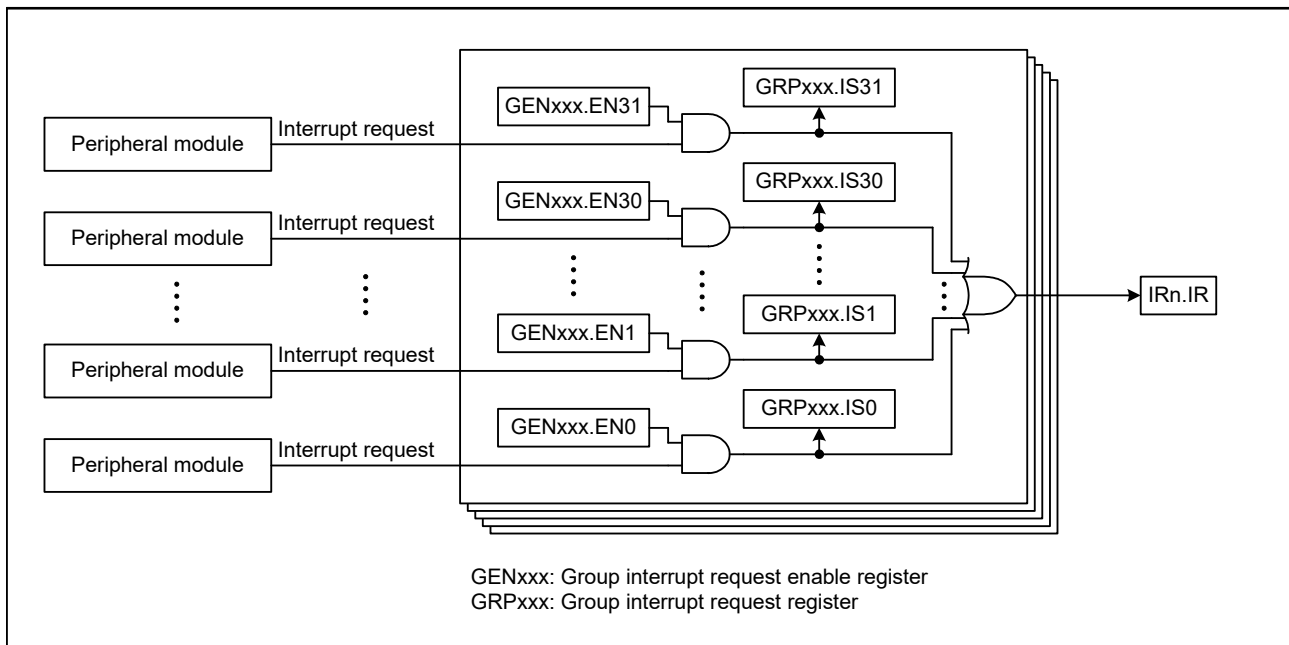 GENxxx.EN31
GRPxxx.IS31
Peripheral module
Interrupt request
GENxxx.EN30
GRPxxx.IS30
Peripheral module
Interrupt request
IRn.IR
GENxxx.EN1
GRPxxx.IS1
Peripheral module
Interrupt request
GENxxx.EN0
GRPxxx.IS0
Peripheral module
Interrupt request
GENxxx: Group interrupt request enable register
GRPxxx: Group interrupt request register